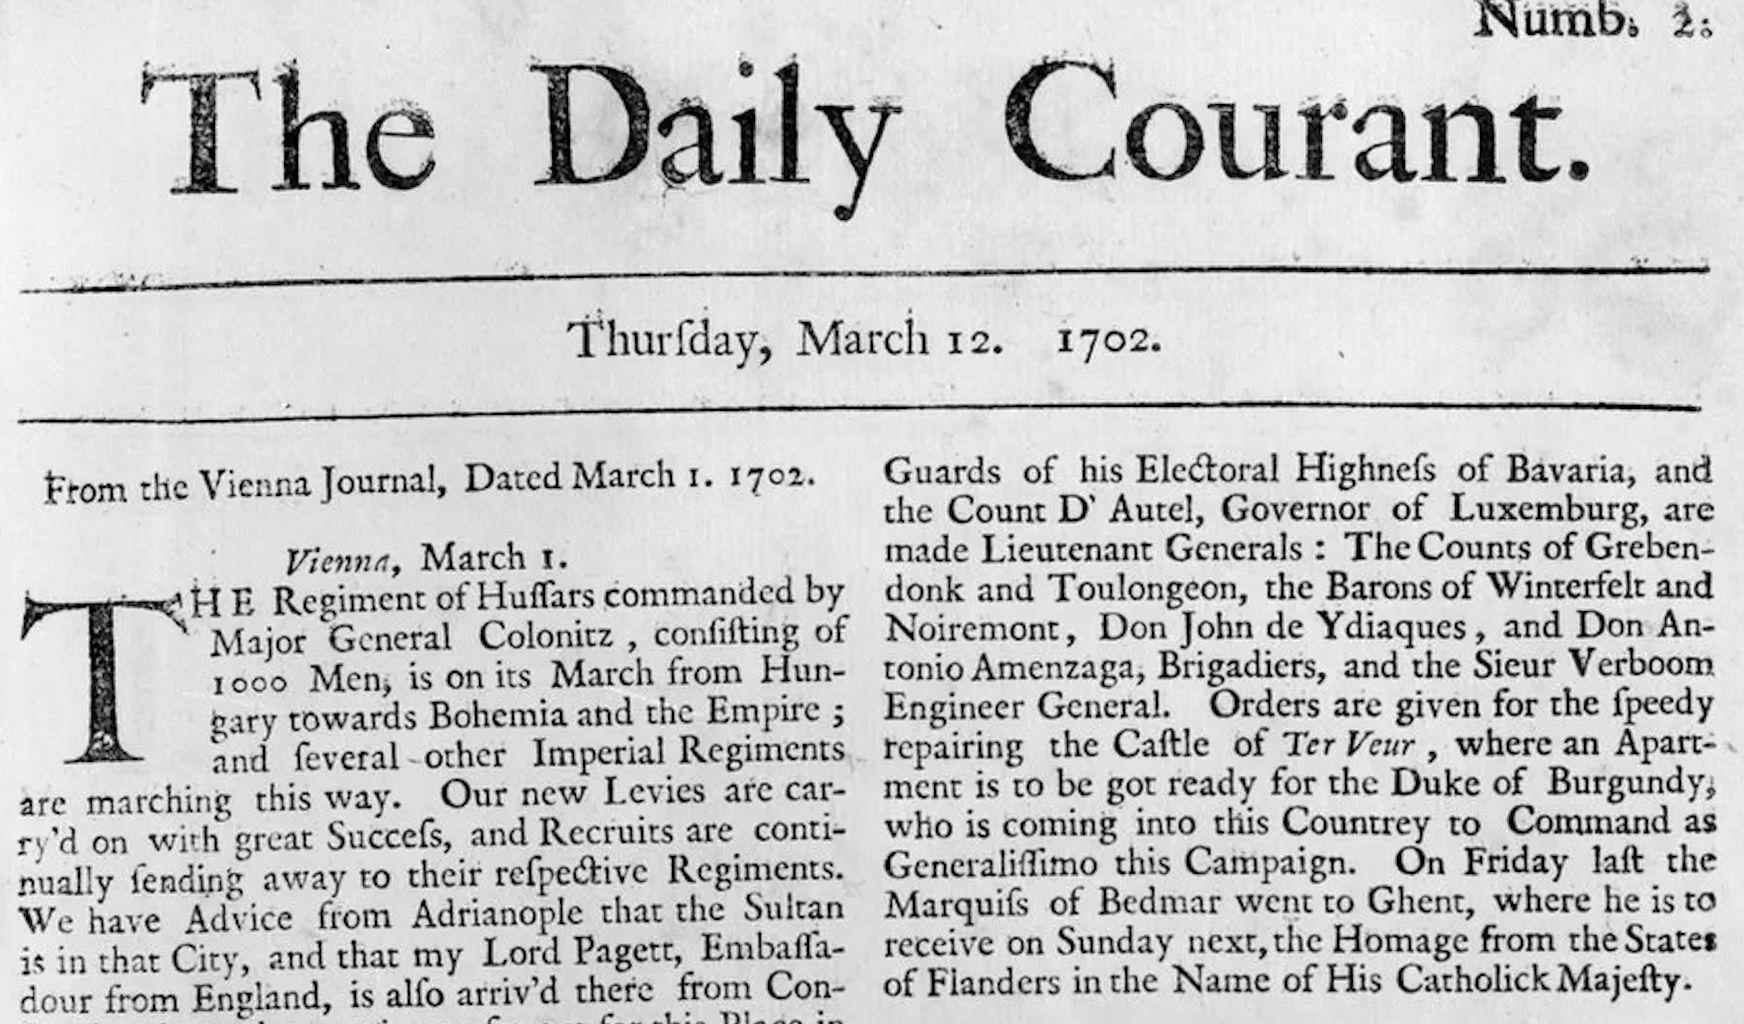 Numb. 2.
The Daily Courant.
Thurſday, March 12. 1702.
From the Vienna Journal, Dated March 1. 1702.
Vienna, March 1.
THE Regiment of Huſſars commanded by
Major General Colonitz , conſiſting of
1000 Men, is on its March from Hun-
gary towards Bohemia and the Empire ;
and ſeveral other Imperial Regiments
are marching this way. Our new Levies are car-
ry'd on with great Succeſs, and Recruits are conti-
nually ſending away to their reſpective Regiments.
We have Advice from Adrianople that the Sultan
is in that City, and that my Lord Pagett, Embaſſa-
dour from England, is alſo arriv'd there from Con-
for this Place in
Guards of his Electoral Highneſs of Bavaria, and
the Count D' Autel, Governor of Luxemburg, are
made Lieutenant Generals : The Counts of Greben-
donk and Toulongeon, the Barons of Winterfelt and
Noiremont, Don John de Ydiaques, and Don An-
tonio Amenzaga, Brigadiers, and the Sieur Verboom
Engineer General. Orders are given for the ſpeedy
repairing the Caſtle of Ter Veur , where an Apart-
ment is to be got ready for the Duke of Burgundy,
who is coming into this Countrey to Command as
Generaliſſimo this Campaign. On Friday laſt the
Marquiſs of Bedmar went to Ghent, where he is to
receive on Sunday next, the Homage from the States
of Flanders in the Name of His Catholick Majeſty.